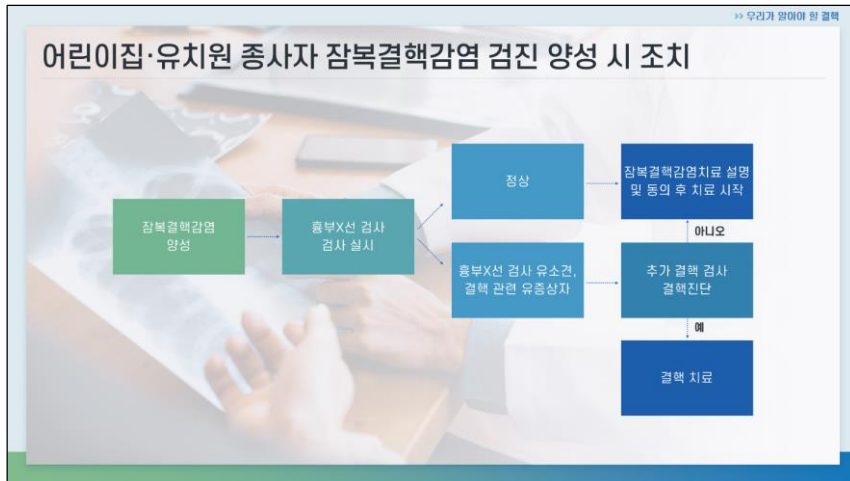 >> 우리가 알아야 할 결핵
어린이집·유치원 종사자 잠복결핵감염 검진 양성 시 조치
잠복결핵감염
양성
흉부X선 검사
검사 실시
정상
잠복결핵감염치료 설명
및 동의 후 치료 시작
흉부X선 검사 유소견,
결핵 관련 유증상자
아니오
추가 결핵 검사
결핵진단
예
결핵 치료